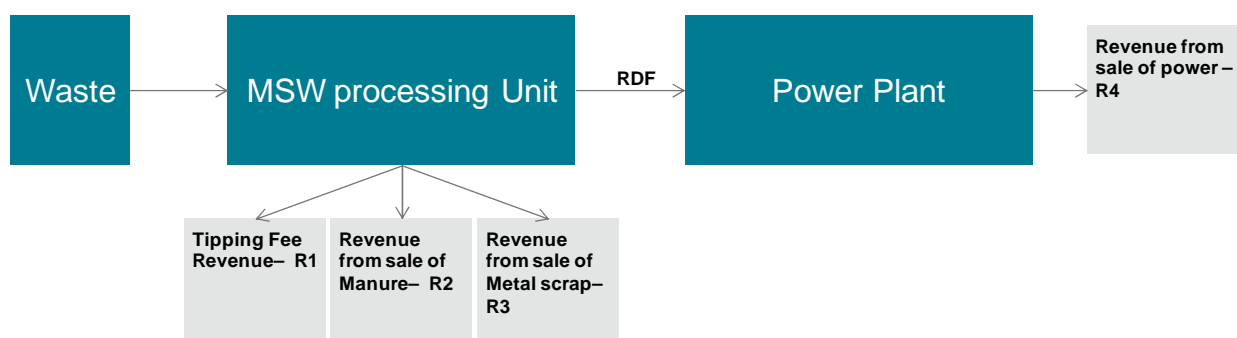 Waste
MSW processing Unit
RDF
Power Plant
Revenue from
sale of power –
R4
Tipping Fee
Revenue– R1
Revenue
from sale of
Manure– R2
Revenue
from sale of
Metal scrap–
R3